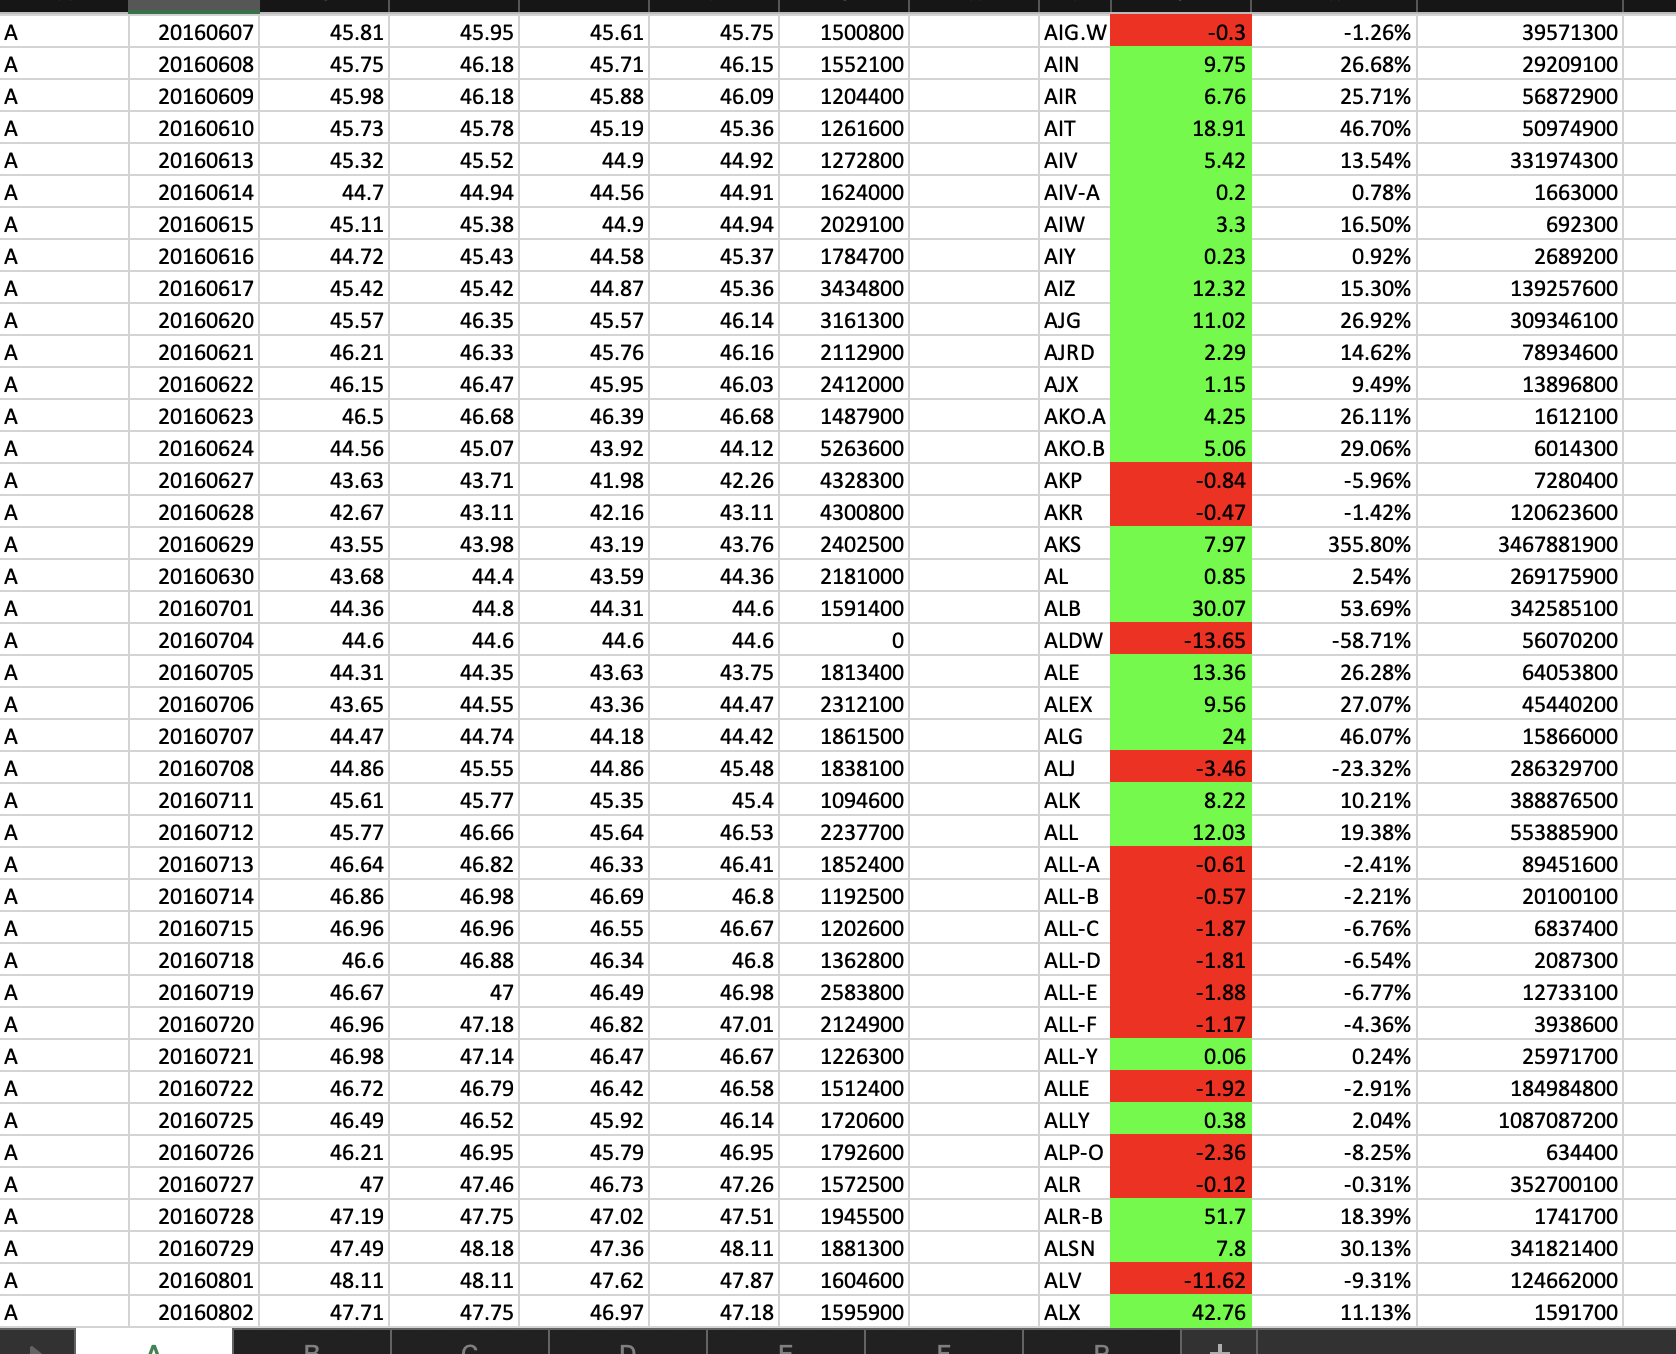 A 20160607 45.81 45.95 45.61 45.75 1500800 AIG.W -0.3 -1.26% 39571300
A 20160608 45.75 46.18 45.71 46.15 1552100 AIN 9.75 26.68% 29209100
A 20160609 45.98 46.18 45.88 46.09 1204400 AIR 6.76 25.71% 56872900
A 20160610 45.73 45.78 45.19 45.36 1261600 AIT 18.91 46.70% 50974900
A 20160613 45.32 45.52 44.9 44.92 1272800 AIV 5.42 13.54% 331974300
A 20160614 44.7 44.94 44.56 44.91 1624000 AIV-A 0.2 0.78% 1663000
A 20160615 45.11 45.38 44.9 44.94 2029100 AIW 3.3 16.50% 692300
A 20160616 44.72 45.43 44.58 45.37 1784700 AIY 0.23 0.92% 2689200
A 20160617 45.42 45.42 44.87 45.36 3434800 AIZ 12.32 15.30% 139257600
A 20160620 45.57 46.35 45.57 46.14 3161300 AJG 11.02 26.92% 309346100
A 20160621 46.21 46.33 45.76 46.16 2112900 AJRD 2.29 14.62% 78934600
A 20160622 46.15 46.47 45.95 46.03 2412000 AJX 1.15 9.49% 13896800
A 20160623 46.5 46.68 46.39 46.68 1487900 AKO.A 4.25 26.11% 1612100
A 20160624 44.56 45.07 43.92 44.12 5263600 AKO.B 5.06 29.06% 6014300
A 20160627 43.63 43.71 41.98 42.26 4328300 AKP -0.84 -5.96% 7280400
A 20160628 42.67 43.11 42.16 43.11 4300800 AKR -0.47 -1.42% 120623600
A 20160629 43.55 43.98 43.19 43.76 2402500 AKS 7.97 355.80% 3467881900
A 20160630 43.68 44.4 43.59 44.36 2181000 AL 0.85 2.54% 269175900
A 20160701 44.36 44.8 44.31 44.6 1591400 ALB 30.07 53.69% 342585100
A 20160704 44.6 44.6 44.6 44.6 0 ALDW -13.65 -58.71% 56070200
A 20160705 44.31 44.35 43.63 43.75 1813400 ALE 13.36 26.28% 64053800
A 20160706 43.65 44.55 43.36 44.47 2312100 ALEX 9.56 27.07% 45440200
A 20160707 44.47 44.74 44.18 44.42 1861500 ALG 24 46.07% 15866000
A 20160708 44.86 45.55 44.86 45.48 1838100 ALJ -3.46 -23.32% 286329700
A 20160711 45.61 45.77 45.35 45.4 1094600 ALK 8.22 10.21% 388876500
A 20160712 45.77 46.66 45.64 46.53 2237700 ALL 12.03 19.38% 553885900
A 20160713 46.64 46.82 46.33 46.41 1852400 ALL-A -0.61 -2.41% 89451600
A 20160714 46.86 46.98 46.69 46.8 1192500 ALL-B -0.57 -2.21% 20100100
A 20160715 46.96 46.96 46.55 46.67 1202600 ALL-C -1.87 -6.76% 6837400
A 20160718 46.6 46.88 46.34 46.8 1362800 ALL-D -1.81 -6.54% 2087300
A 20160719 46.67 47 46.49 46.98 2583800 ALL-E -1.88 -6.77% 12733100
A 20160720 46.96 47.18 46.82 47.01 2124900 ALL-F -1.17 -4.36% 3938600
A 20160721 46.98 47.14 46.47 46.67 1226300 ALL-Y 0.06 0.24% 25971700
A 20160722 46.72 46.79 46.42 46.58 1512400 ALLE -1.92 -2.91% 184984800
A 20160725 46.49 46.52 45.92 46.14 1720600 ALLY 0.38 2.04% 1087087200
A 20160726 46.21 46.95 45.79 46.95 1792600 ALP-O -2.36 -8.25% 634400
A 20160727 47 47.46 46.73 47.26 1572500 ALR -0.12 -0.31% 352700100
A 20160728 47.19 47.75 47.02 47.51 1945500 ALR-B 51.7 18.39% 1741700
A 20160729 47.49 48.18 47.36 48.11 1881300 ALSN 7.8 30.13% 341821400
A 20160801 48.11 48.11 47.62 47.87 1604600 ALV -11.62 -9.31% 124662000
A 20160802 47.71 47.75 46.97 47.18 1595900 ALX 42.76 11.13% 1591700